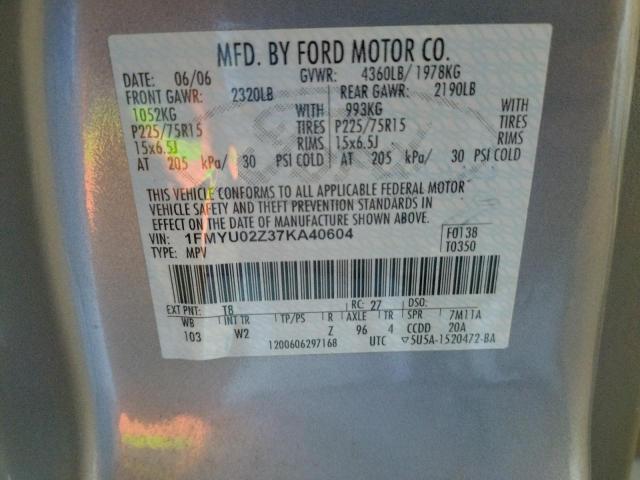 MFD. BY FORD MOTOR CO.
DATE: 06/06 GVWR: 4360LB/ 1978KG
FRONT GAWR: 2320LB REAR GAWR: 2190LB
1052KG WITH 993KG WITH
P225/75R15 TIRES P225/75R15 TIRES
15x6.5J RIMS 15x6.5J RIMS
AT 205 kPa/ 30 PSI COLD AT 205 kPa/ 30 PSI COLD
THIS VEHICLE CONFORMS TO ALL APPLICABLE FEDERAL MOTOR
VEHICLE SAFETY AND THEFT PREVENTION STANDARDS IN
EFFECT ON THE DATE OF MANUFACTURE SHOWN ABOVE.
VIN: 1FMYU02Z37KA40604 F0138
TYPE: MPV T0350
EXT PNT: T8 RC: 27 DSO:
WB INT TR TP/PS R AXLE TR SPR 7M11A
103 W2 Z 96 4 CCDD 20A
1200606297168 UTC 5U5A-1520472-BA